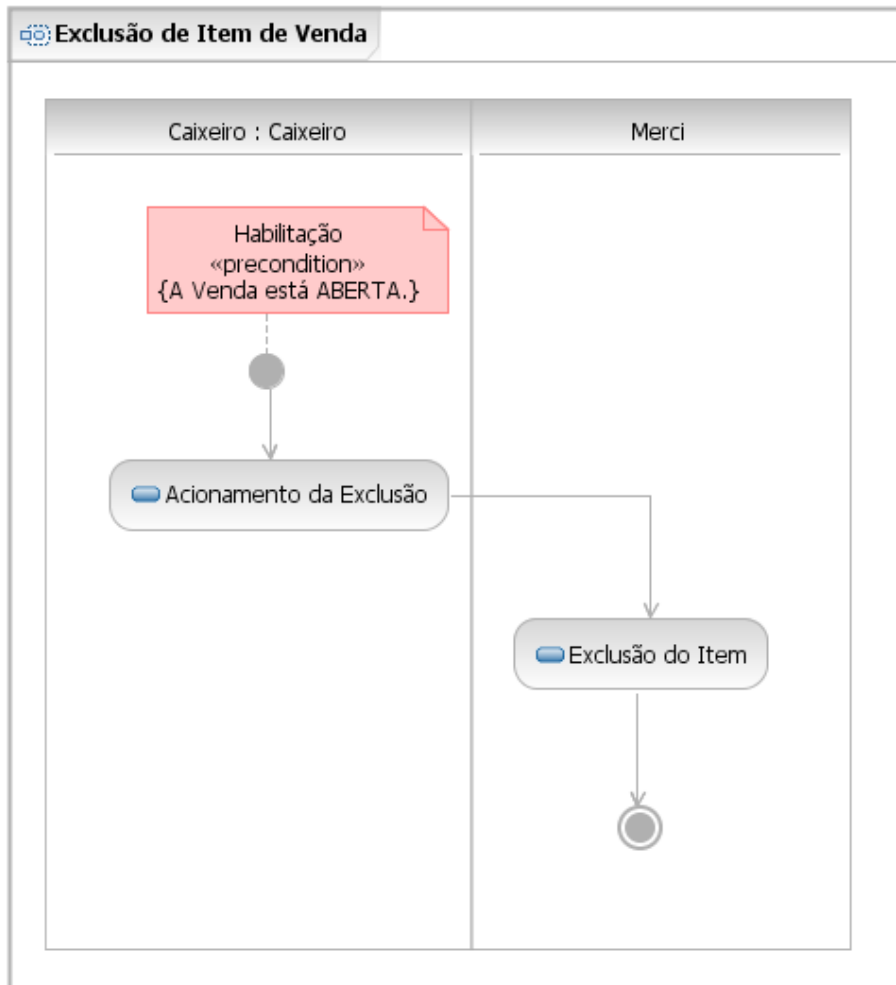 Exclusão de Item de Venda
Caixeiro : Caixeiro
Merci
Habilitação
«precondition»
{A Venda está ABERTA.}
Acionamento da Exclusão
Exclusão do Item